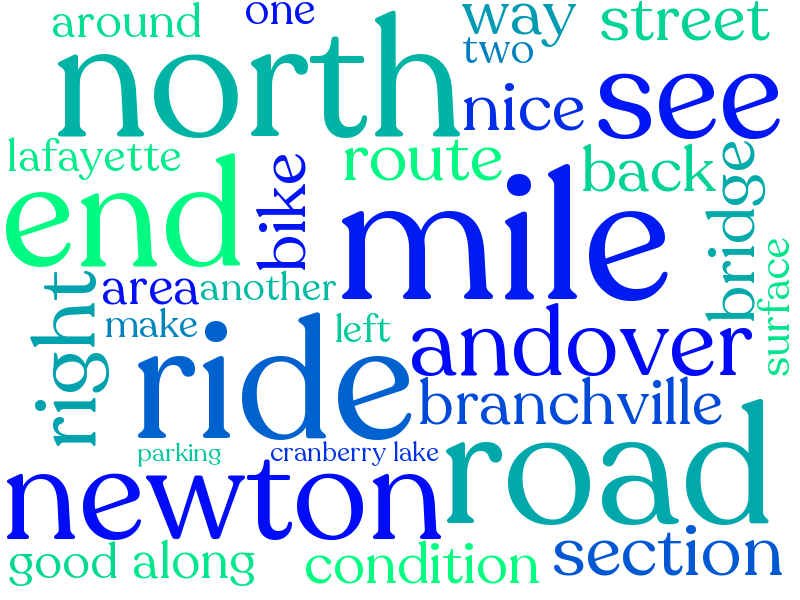 around
one
way
street
two
north
nice
see
lafayette
route
back
bridge
bike
end
mile
surface
area
another
right
make
left
andover
ride
branchville
parking
cranberry lake
road
newton
good along
condition
section